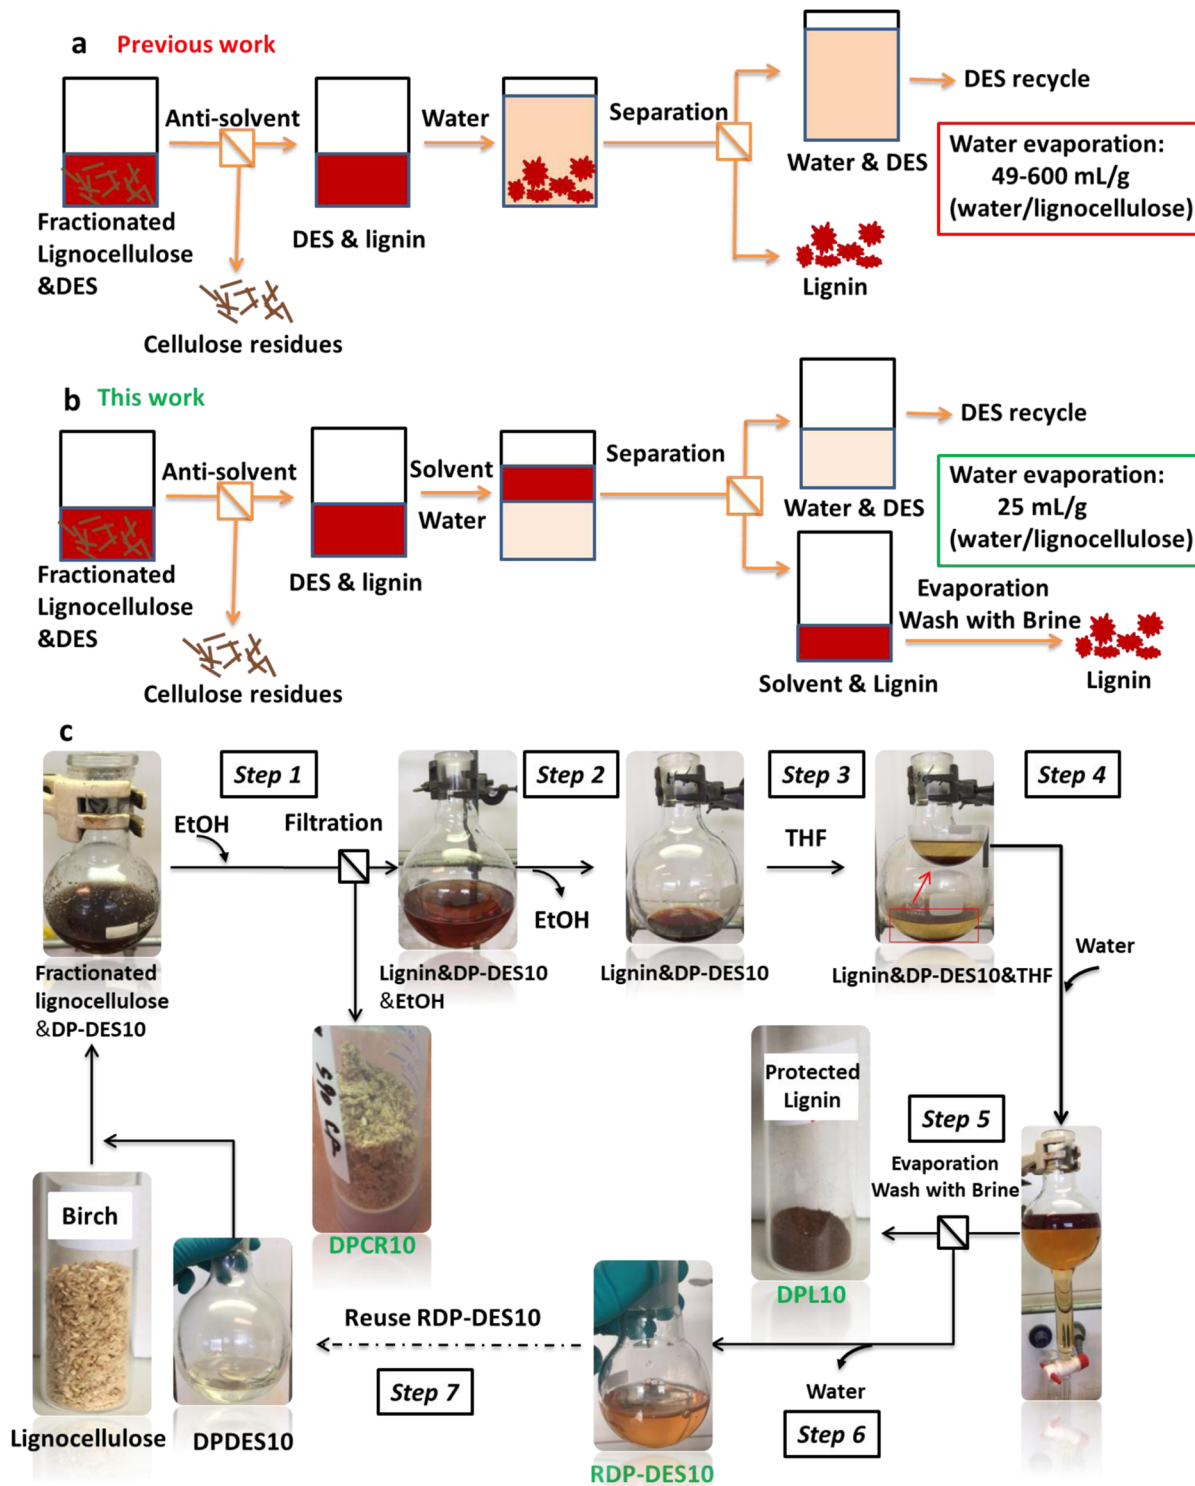 a Previous work
Anti-solvent
Water
Separation
DES recycle
Water & DES
Water evaporation:
49-600 mL/g
(water/lignocellulose)
Fractionated
Lignocellulose
&DES
DES & lignin
Lignin
Cellulose residues
b This work
Anti-solvent
Solvent
Water
Separation
DES recycle
Water & DES
Water evaporation:
25 mL/g
(water/lignocellulose)
Fractionated
Lignocellulose
&DES
DES & lignin
Evaporation
Wash with Brine
Solvent & Lignin
Lignin
Cellulose residues
c
Step 1
Step 2
Step 3
Step 4
EtOH
Filtration
EtOH
THF
Water
Fractionated
lignocellulose
&DP-DES10
Lignin&DP-DES10
&EtOH
Lignin&DP-DES10
Lignin&DP-DES10&THF
Protected
Lignin
Step 5
Evaporation
Wash with Brine
Birch
DPCR10
DPL10
Reuse RDP-DES10
Step 7
Water
Step 6
Lignocellulose
DPDES10
RDP-DES10